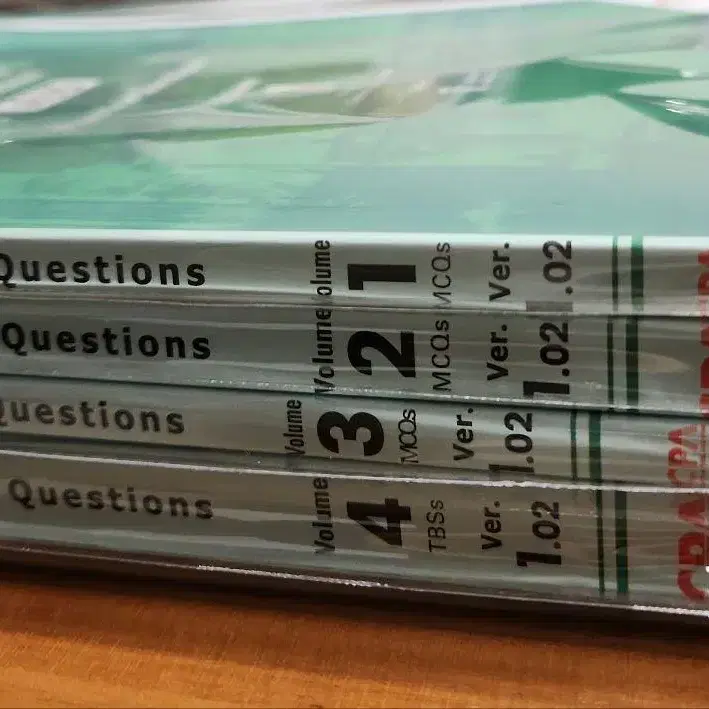 Questions Volume 1 MCQs Ver. 1.02
Questions Volume 2 MCQs Ver. 1.02
Questions Volume 3 MCQs Ver. 1.02 CPA
Questions Volume 4 TBSs Ver. 1.02 CPA